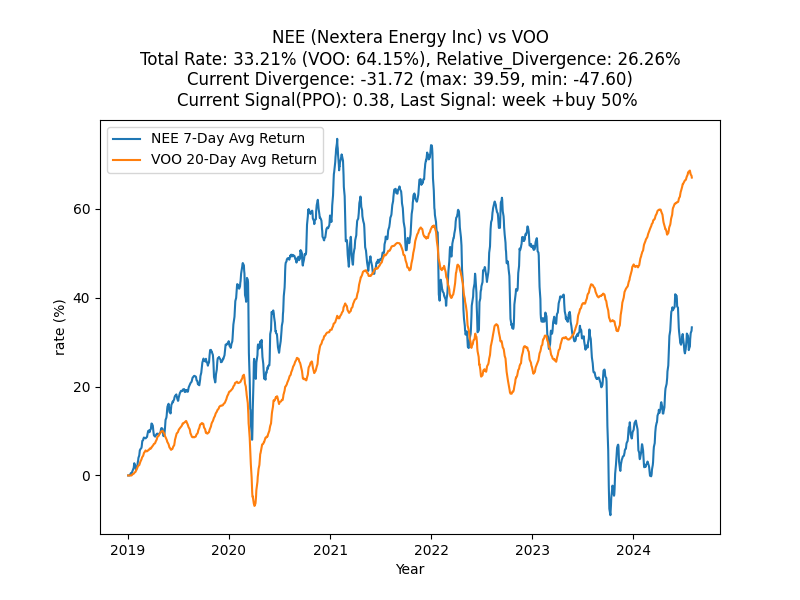 NEE (Nextera Energy Inc) vs VOO
Total Rate: 33.21% (VOO: 64.15%), Relative_Divergence: 26.26%
Current Divergence: -31.72 (max: 39.59, min: -47.60)
Current Signal(PPO): 0.38, Last Signal: week +buy 50%
NEE 7-Day Avg Return
VOO 20-Day Avg Return
60
40
20
0
rate (%)
2019 2020 2021 2022 2023 2024
Year